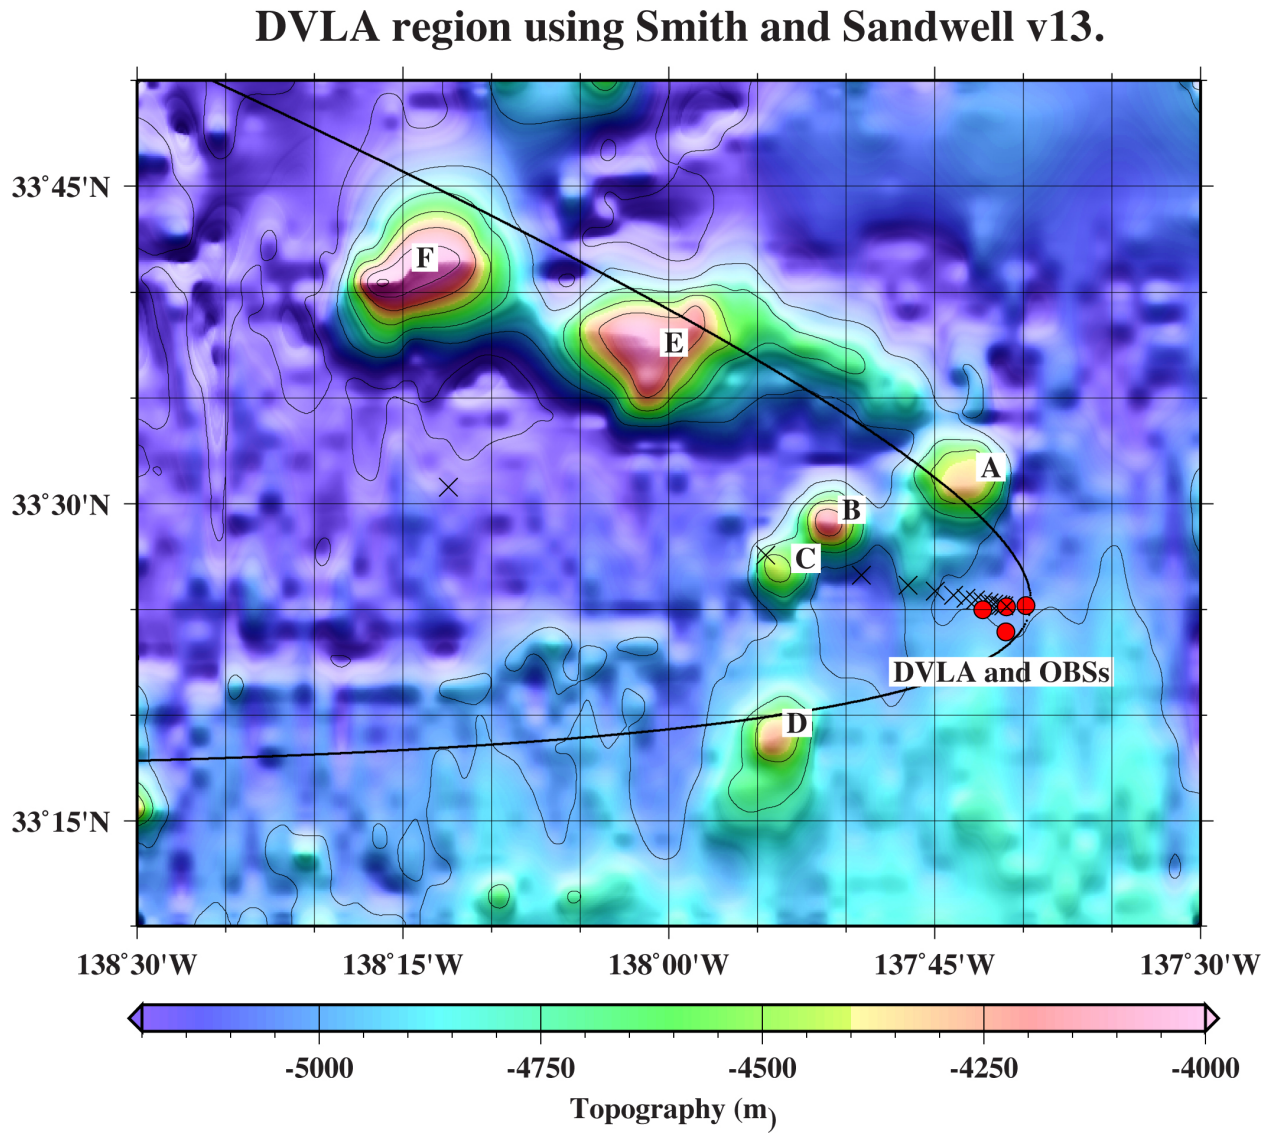 DVLA region using Smith and Sandwell v13.
33°45'N
F
E
A
33°30'N
B
C
DVLA and OBSs
D
33°15'N
138°30'W 138°15'W 138°00'W 137°45'W 137°30'W
-5000 -4750 -4500 -4250 -4000
Topography (m)